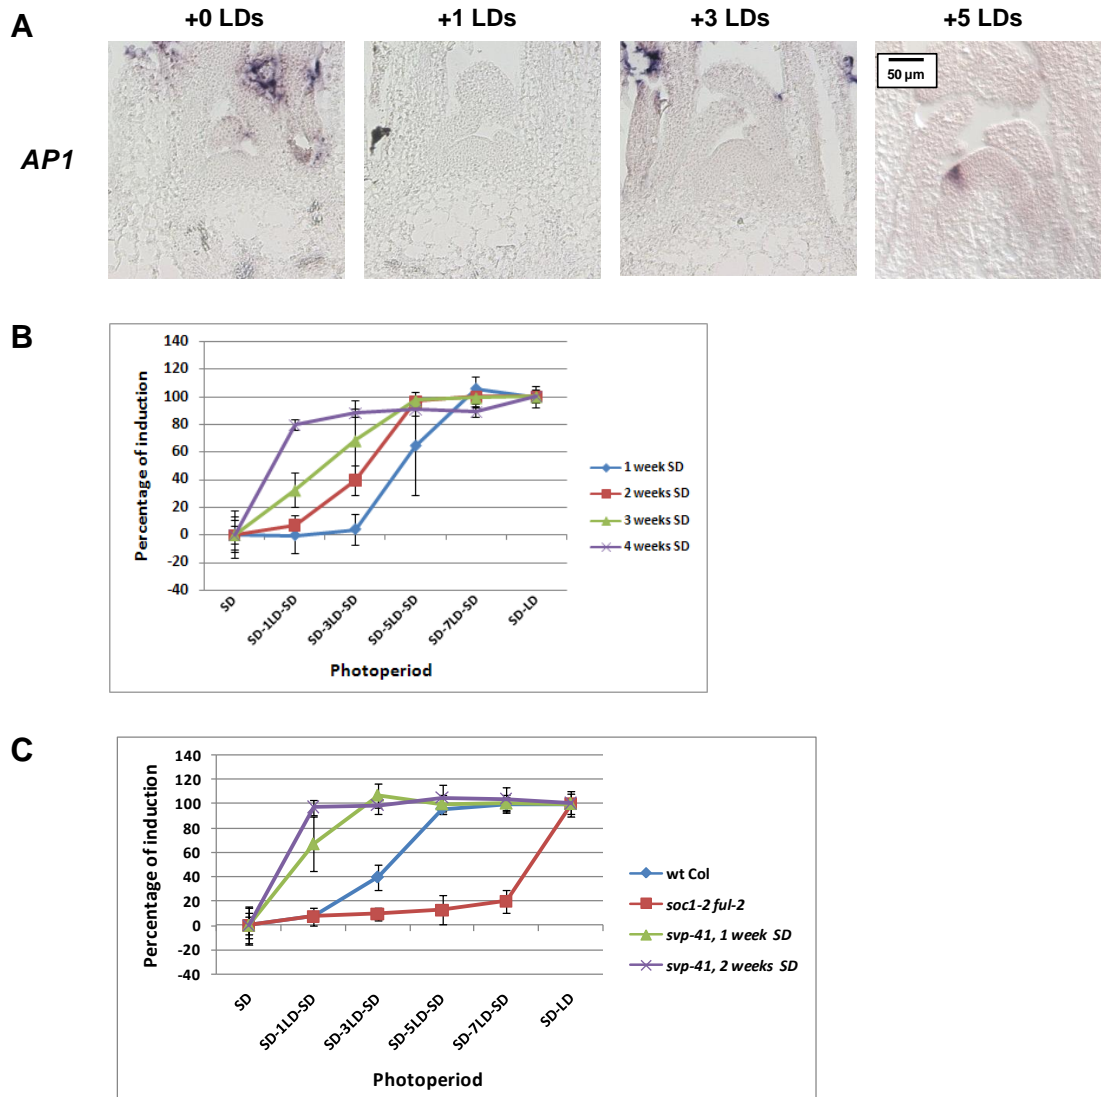 A
+0 LDs
+1 LDs
+3 LDs
+5 LDs
50 µm
AP1
B
140
120
100
80
60
40
20
0
-20
-40
Percentage of induction
SD
SD-1LD-SD
SD-3LD-SD
SD-5LD-SD
SD-7LD-SD
SD-LD
Photoperiod
1 week SD
2 weeks SD
3 weeks SD
4 weeks SD
C
140
120
100
80
60
40
20
0
-20
-40
Percentage of induction
SD
SD-1LD-SD
SD-3LD-SD
SD-5LD-SD
SD-7LD-SD
SD-LD
Photoperiod
wt Col
soc1-2 ful-2
svp-41, 1 week SD
svp-41, 2 weeks SD